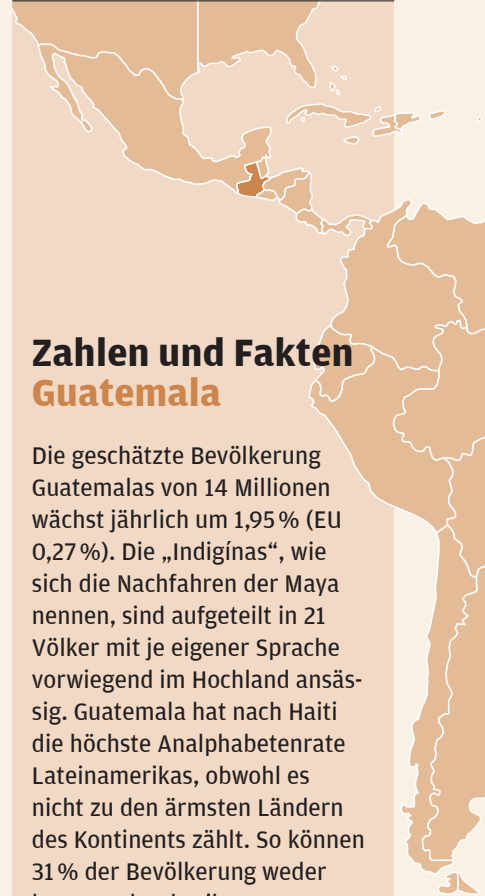 Zahlen und Fakten
Guatemala
Die geschätzte Bevölkerung
Guatemalas von 14 Millionen
wächst jährlich um 1,95 % (EU
0,27 %). Die „Indigínas“, wie
sich die Nachfahren der Maya
nennen, sind aufgeteilt in 21
Völker mit je eigener Sprache
vorwiegend im Hochland ansäs-
sig. Guatemala hat nach Haiti
die höchste Analphabetenrate
Lateinamerikas, obwohl es
nicht zu den ärmsten Ländern
des Kontinents zählt. So können
31 % der Bevölkerung weder